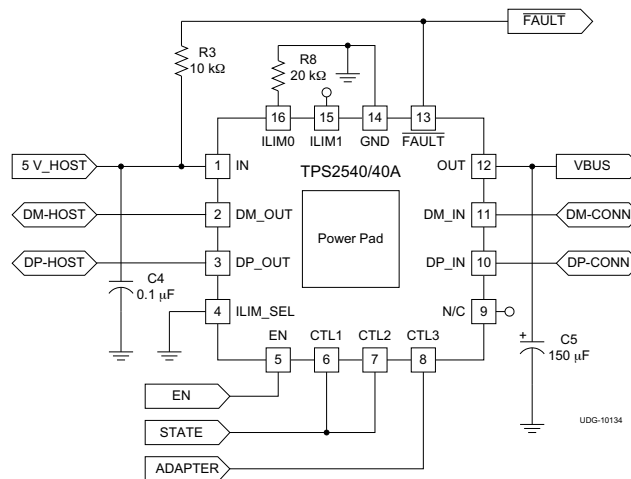 FAULT
R3
10 kΩ
R8
20 kΩ
16
15
14
13
ILIM0
ILIM1
GND
FAULT
TPS2540/40A
5 V_HOST
1
IN
OUT
12
VBUS
DM-HOST
2
DM_OUT
DM_IN
11
DM-CONN
Power Pad
DP-HOST
3
DP_OUT
DP_IN
10
DP-CONN
C4
0.1 μF
4
ILIM_SEL
N/C
9
EN
CTL1
CTL2
CTL3
5
6
7
8
+
C5
150 μF
EN
STATE
ADAPTER
UDG-10134